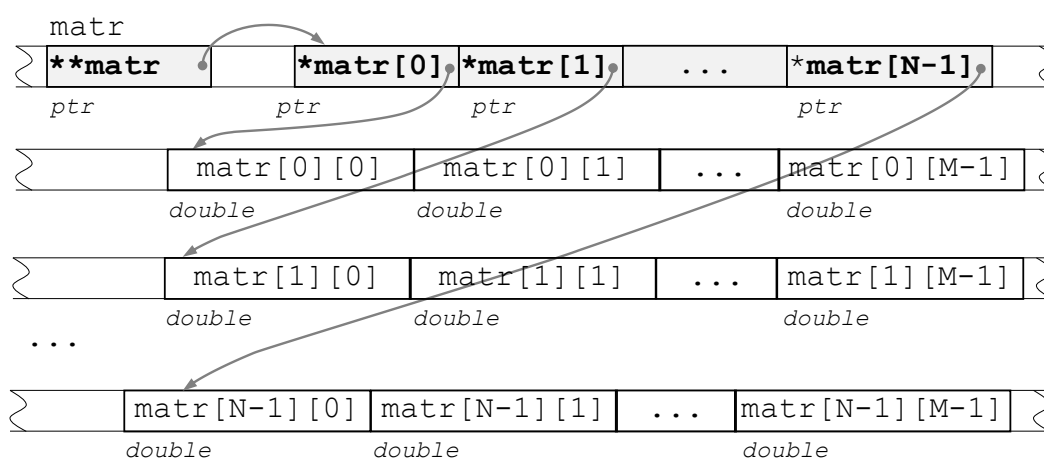 matr
**matr *matr[0] *matr[1] ... *matr[N-1]
ptr ptr ptr ptr
matr[0][0] matr[0][1] ... matr[0][M-1]
double double double
matr[1][0] matr[1][1] ... matr[1][M-1]
double double double
...
matr[N-1][0] matr[N-1][1] ... matr[N-1][M-1]
double double double